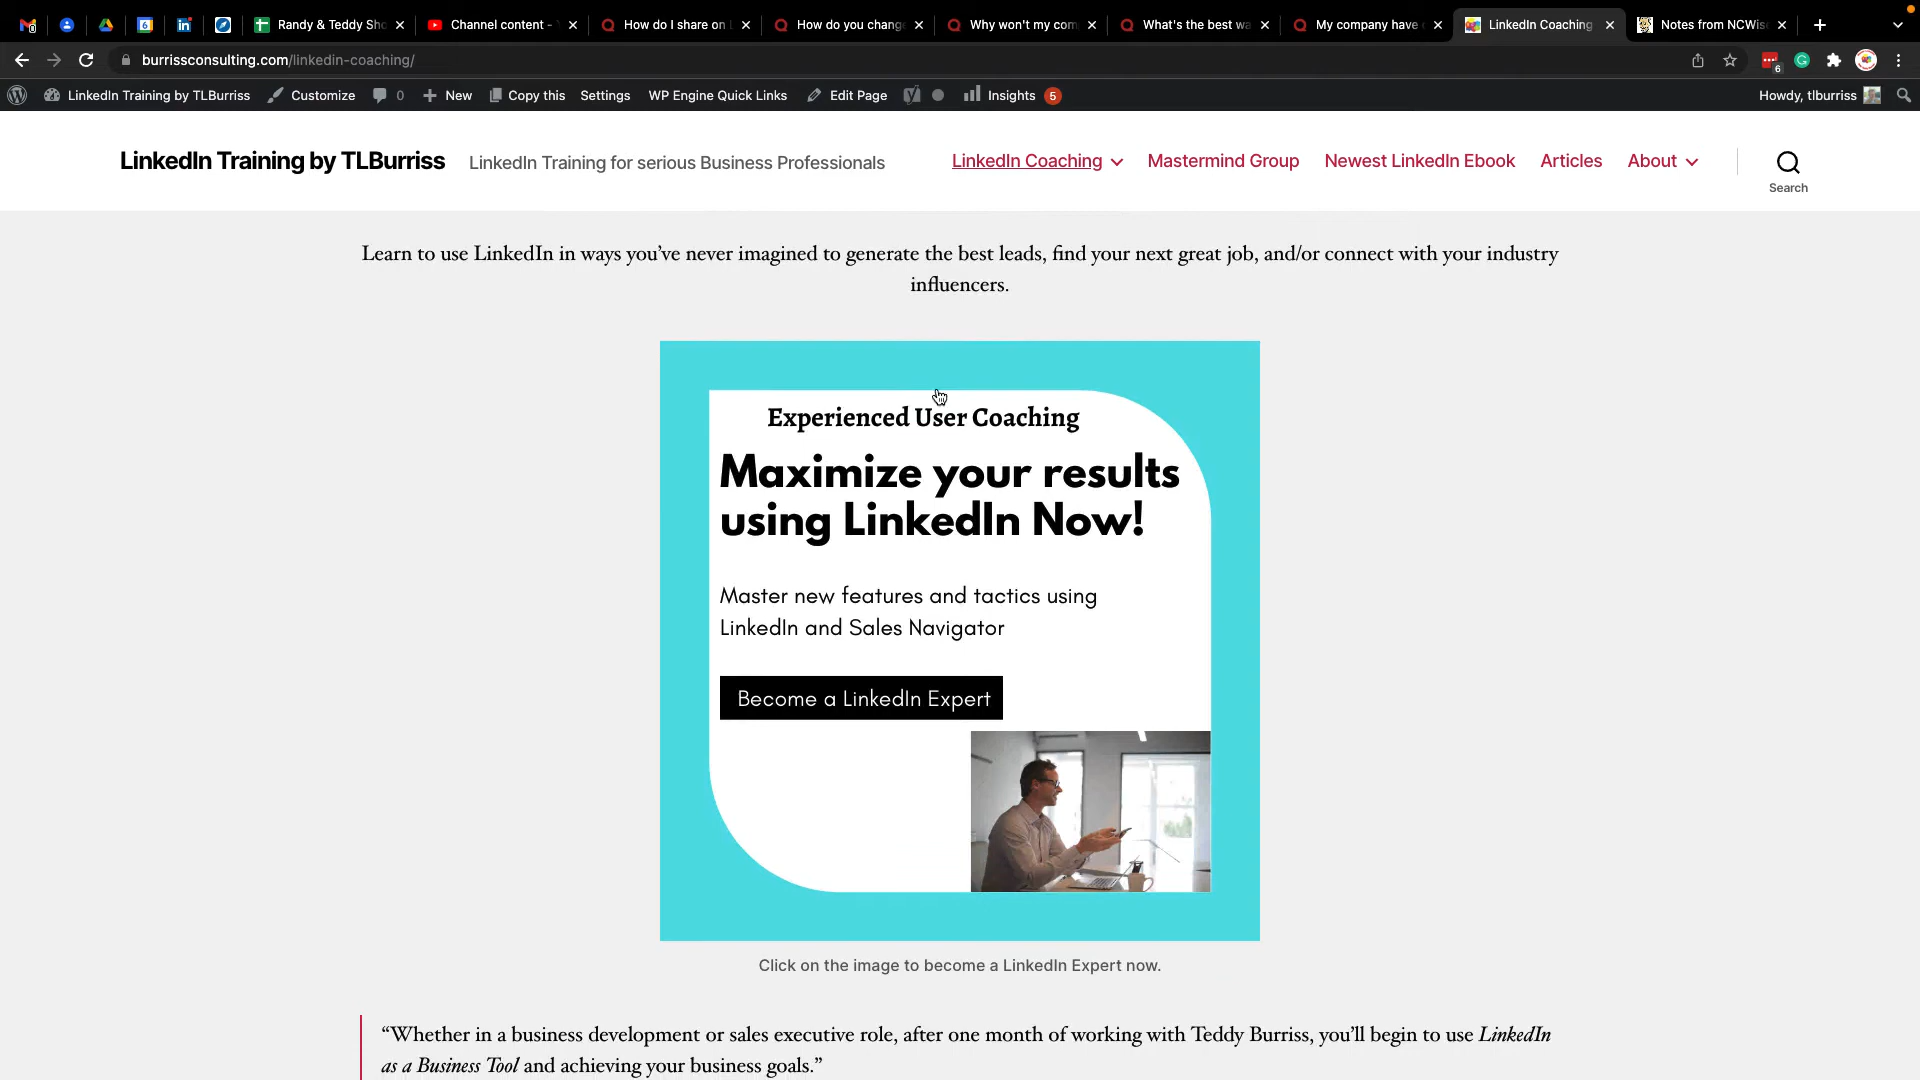 Randy & Teddy Sho
Channel content -
How do I share on
How do you change
Why won't my com
What's the best wa
My company have
LinkedIn Coaching
Notes from NCWis
burrissconsulting.com/linkedin-coaching/
6
LinkedIn Training by TLBurriss
Customize
0
New
Copy this
Settings
WP Engine Quick Links
Edit Page
Insights
5
Howdy, tlburriss
LinkedIn Training by TLBurriss
LinkedIn Training for serious Business Professionals
LinkedIn Coaching
Mastermind Group
Newest LinkedIn Ebook
Articles
About
Search
Learn to use LinkedIn in ways you’ve never imagined to generate the best leads, find your next great job, and/or connect with your industry
influencers.
Experienced User Coaching
Maximize your results
using LinkedIn Now!
Master new features and tactics using
LinkedIn and Sales Navigator
Become a LinkedIn Expert
Click on the image to become a LinkedIn Expert now.
“Whether in a business development or sales executive role, after one month of working with Teddy Burriss, you’ll begin to use LinkedIn
as a Business Tool and achieving your business goals.”